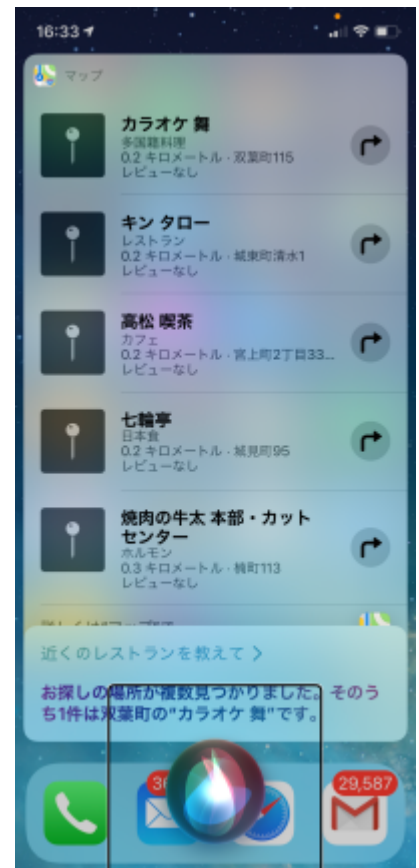 16:33
マップ
カラオケ 舞
多国籍料理
0.2 キロメートル · 双葉町115
レビューなし
キン タロー
レストラン
0.2 キロメートル · 城東町清水1
レビューなし
高松 喫茶
カフェ
0.2 キロメートル · 宮上町2丁目33...
レビューなし
七輪亭
日本食
0.2 キロメートル · 城見町95
レビューなし
焼肉の牛太 本部・カット
センター
ホルモン
0.3 キロメートル · 楠町113
レビューなし
近くのレストランを教えて >
お探しの場所が複数見つかりました。そのう
ち1件は双葉町の"カラオケ 舞"です。
29,587